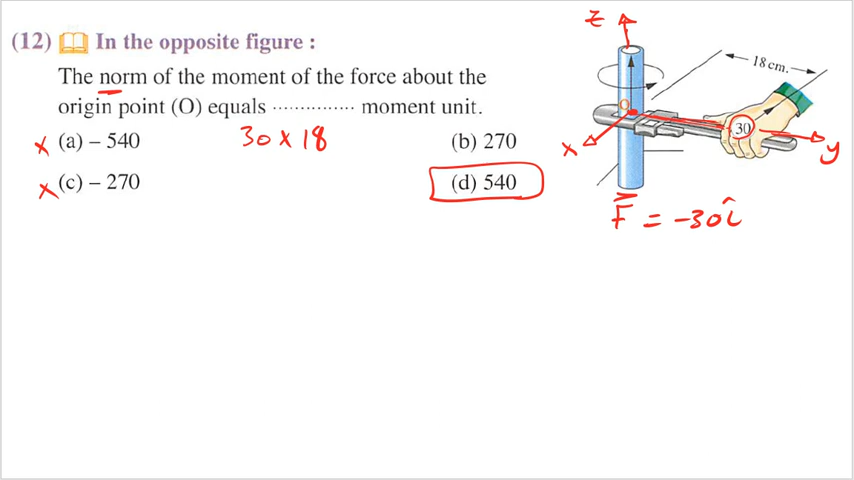 (12) In the opposite figure :
The norm of the moment of the force about the
origin point (O) equals ·············· moment unit.
x (a) – 540
30 x 18
(b) 270
x (c) – 270
(d) 540
z
18 cm.
O
30
x
y
F = -30 î